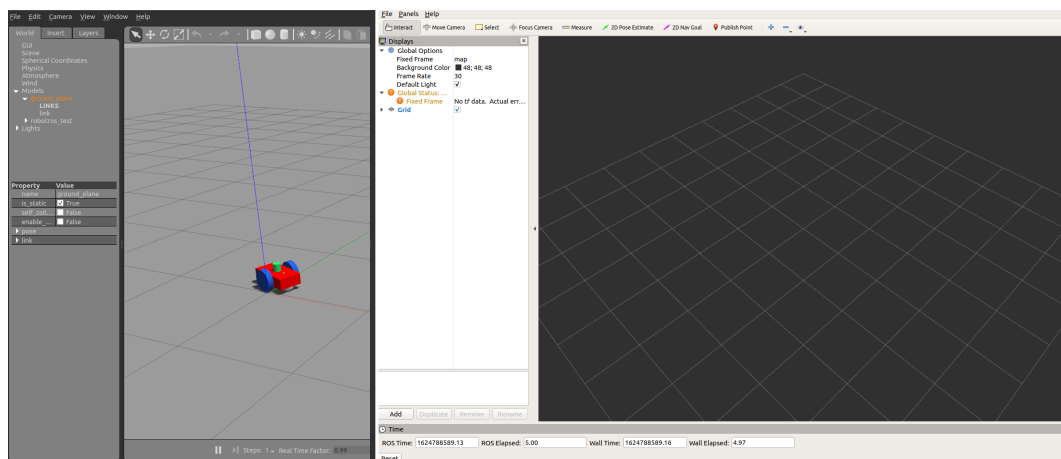 File Edit Camera View Window Help
World Insert Layers
GUI
Scene
Spherical Coordinates
Physics
Atmosphere
Wind
Models
ground_plane
LINKS
link
robotros_test
Lights
Property Value
name ground_plane
is_static True
self_coll... False
enable_... False
pose
link
Steps: 1 Real Time Factor: 0.99
File Panels Help
Interact Move Camera Select Focus Camera Measure 2D Pose Estimate 2D Nav Goal Publish Point
Displays
Global Options
Fixed Frame map
Background Color 48; 48; 48
Frame Rate 30
Default Light
Global Status: ...
Fixed Frame No tf data. Actual err...
Grid
Add Duplicate Remove Rename
Time
ROS Time: 1624788589.13 ROS Elapsed: 5.00 Wall Time: 1624788589.16 Wall Elapsed: 4.97
Reset